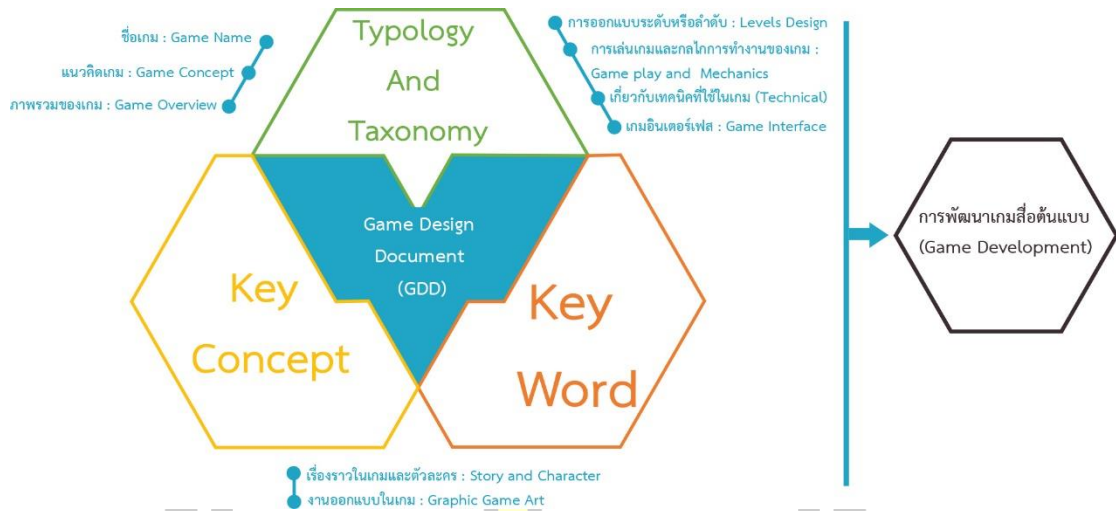 ชื่อเกม : Game Name
แนวคิดเกม : Game Concept
ภาพรวมของเกม : Game Overview
Typology
And
Taxonomy
การออกแบบระดับหรือลำดับ : Levels Design
การเล่นเกมและกลไกการทำงานของเกม :
Game play and Mechanics
เกี่ยวกับเทคนิคที่ใช้ในเกม (Technical)
เกมอินเตอร์เฟส : Game Interface
Game Design
Document
(GDD)
Key
Concept
Key
Word
เรื่องราวในเกมและตัวละคร : Story and Character
งานออกแบบในเกม : Graphic Game Art
การพัฒนาเกมสื่อต้นแบบ
(Game Development)